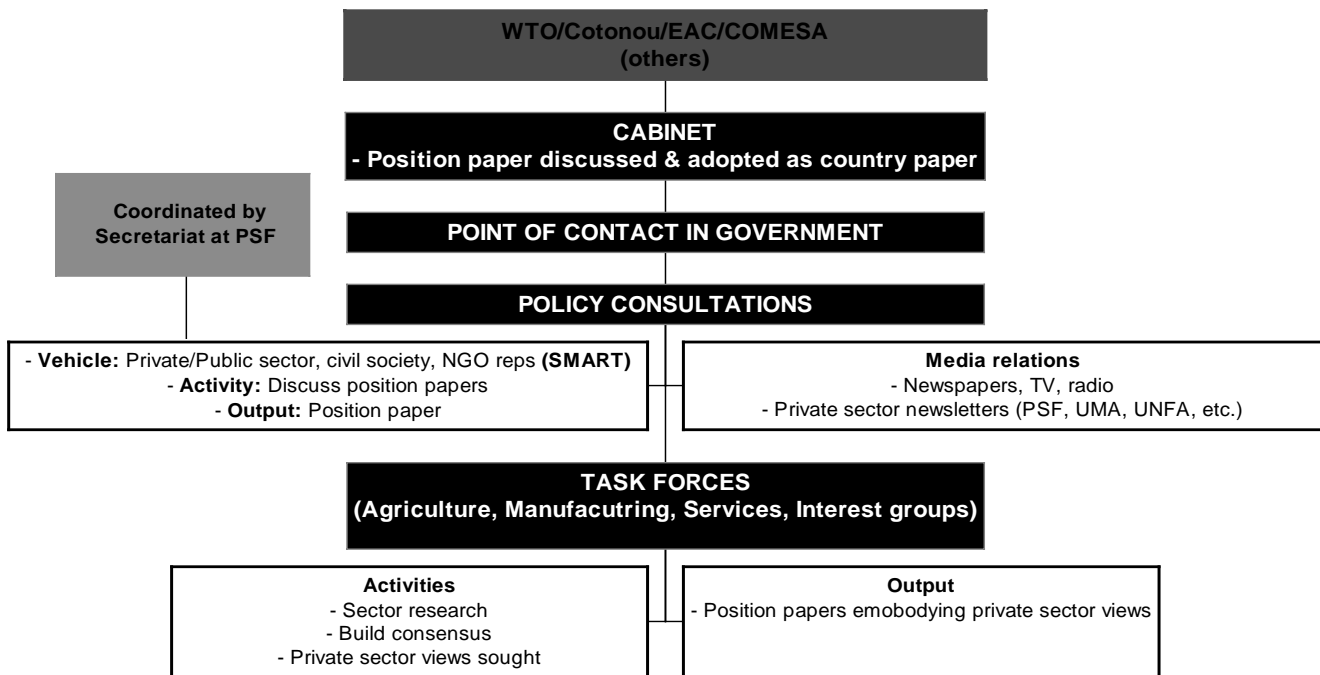 WTO/Cotonou/EAC/COMESA
(others)
CABINET
- Position paper discussed & adopted as country paper
Coordinated by
Secretariat at PSF
POINT OF CONTACT IN GOVERNMENT
POLICY CONSULTATIONS
- Vehicle: Private/Public sector, civil society, NGO reps (SMART)
- Activity: Discuss position papers
- Output: Position paper
Media relations
- Newspapers, TV, radio
- Private sector newsletters (PSF, UMA, UNFA, etc.)
TASK FORCES
(Agriculture, Manufacutring, Services, Interest groups)
Activities
- Sector research
- Build consensus
- Private sector views sought
Output
- Position papers emobodying private sector views